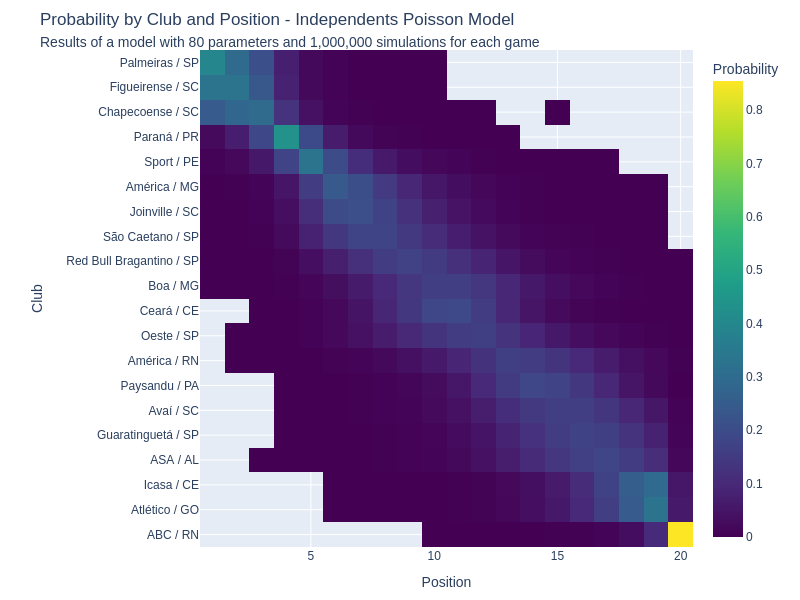 Probability by Club and Position - Independents Poisson Model
Results of a model with 80 parameters and 1,000,000 simulations for each game
Probability
Club
Palmeiras / SP
Figueirense / SC
Chapecoense / SC
Paraná / PR
Sport / PE
América / MG
Joinville / SC
São Caetano / SP
Red Bull Bragantino / SP
Boa / MG
Ceará / CE
Oeste / SP
América / RN
Paysandu / PA
Avaí / SC
Guaratinguetá / SP
ASA / AL
Icasa / CE
Atlético / GO
ABC / RN
0.8
0.7
0.6
0.5
0.4
0.3
0.2
0.1
0
5
10
15
20
Position